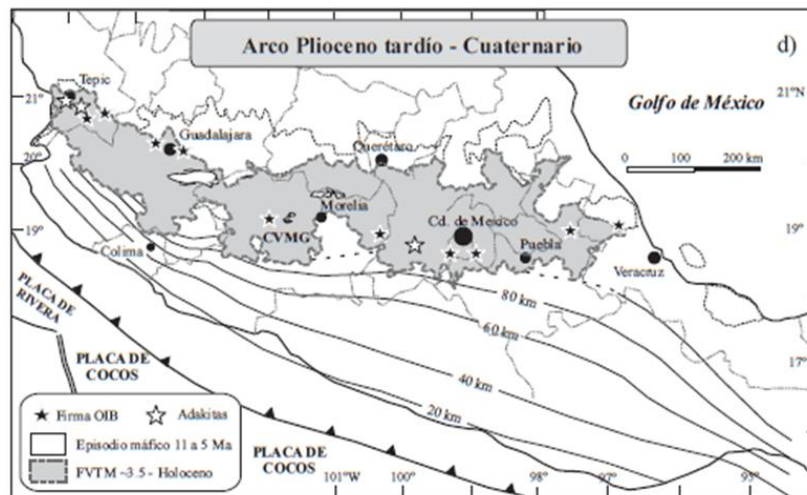 Arco Plioceno tardío - Cuaternario
d)
Tepic
21°
21°N
Golfo de México
Guadalajara
Querétaro
20°
0 100 200 km
Morelia
Cd. de Mexico
19°
CVMG
19°
Colima
Puebla
Veracruz
80 km
PLACA DE
RIVERA
60 km
PLACA DE
COCOS
17°
40 km
20 km
Firma OIB
Adakitas
Episodio máfico 11 a 5 Ma
FVTM ~3.5 - Holoceno
PLACA DE
COCOS
101°W 100° 98° 97° 95° 93°